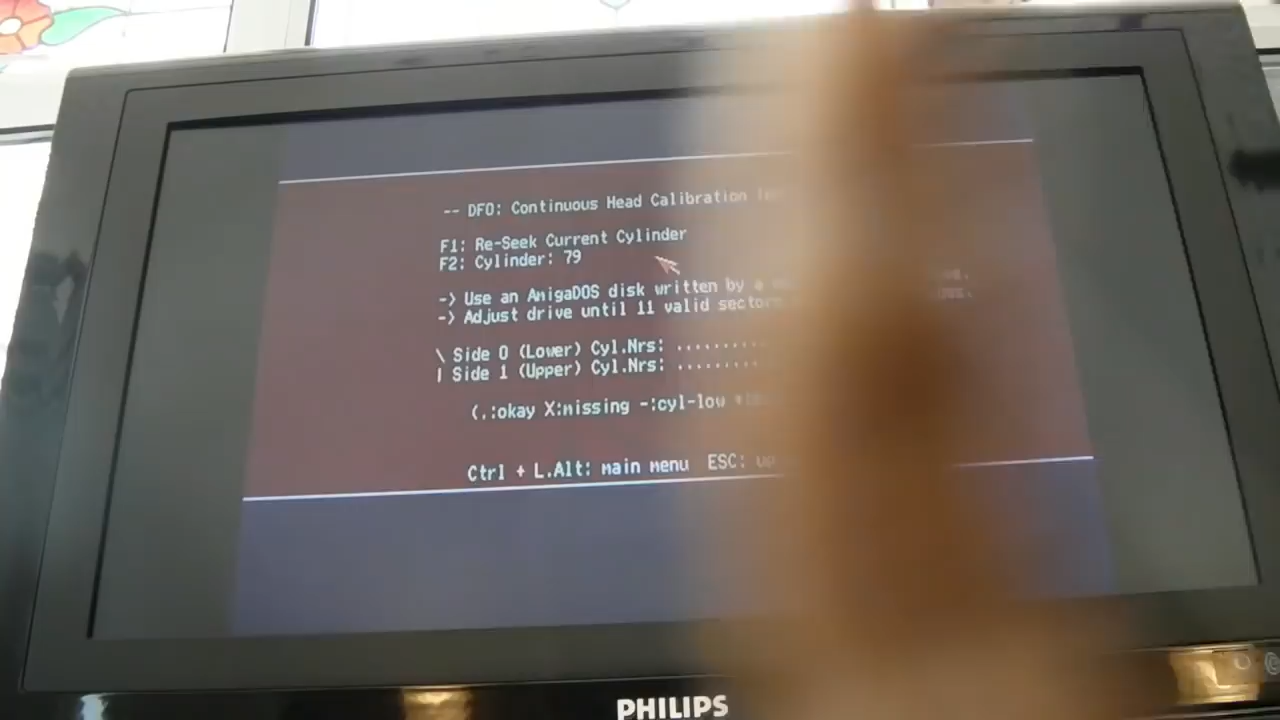 -- DF0: Continuous Head Calibration
F1: Re-Seek Current Cylinder
F2: Cylinder: 79
-> Use an AmigaDOS disk written by a
-> Adjust drive until 11 valid sectors
\ Side 0 (Lower) Cyl.Nrs: ·········
| Side 1 (Upper) Cyl.Nrs: ·········
(.:okay X:missing -:cyl-low
Ctrl + L.Alt: main menu ESC: up
PHILIPS